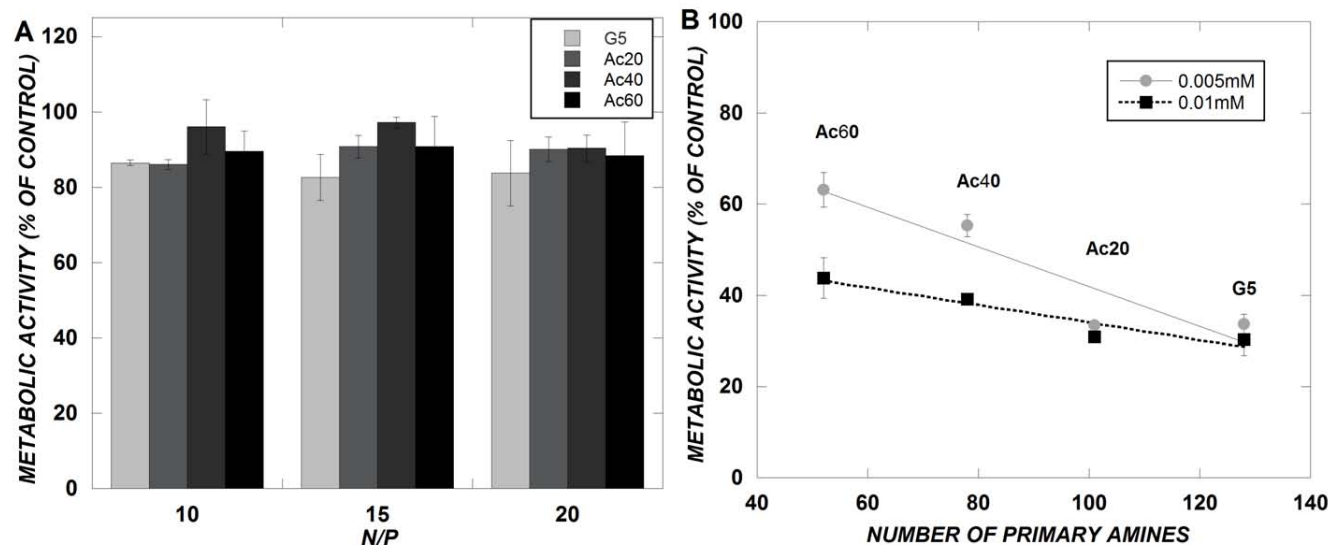 A
METABOLIC ACTIVITY (% OF CONTROL)
120
100
80
60
40
20
0
G5
Ac20
Ac40
Ac60
10
15
20
N/P
B
METABOLIC ACTIVITY (% OF CONTROL)
100
80
60
40
20
0
0.005mM
0.01mM
Ac60
Ac40
Ac20
G5
40
60
80
100
120
140
NUMBER OF PRIMARY AMINES